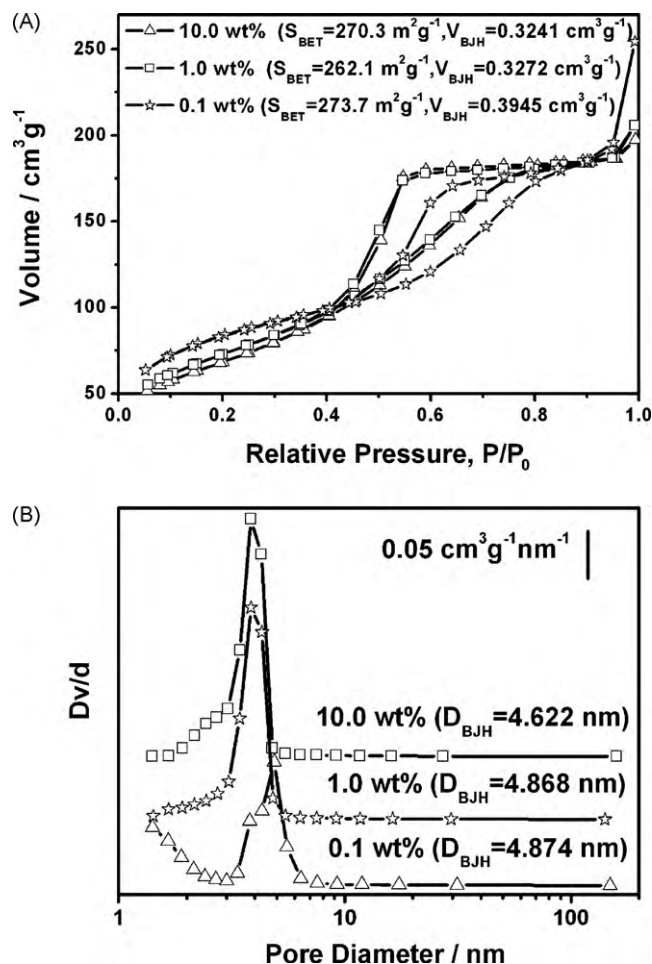 (A)
10.0 wt% (S_BET=270.3 m²g⁻¹,V_BJH=0.3241 cm³g⁻¹)
1.0 wt% (S_BET=262.1 m²g⁻¹,V_BJH=0.3272 cm³g⁻¹)
0.1 wt% (S_BET=273.7 m²g⁻¹,V_BJH=0.3945 cm³g⁻¹)
Volume / cm³g⁻¹
250
200
150
100
50
0.0 0.2 0.4 0.6 0.8 1.0
Relative Pressure, P/P₀
(B)
0.05 cm³g⁻¹nm⁻¹
Dv/d
10.0 wt% (D_BJH=4.622 nm)
1.0 wt% (D_BJH=4.868 nm)
0.1 wt% (D_BJH=4.874 nm)
1 10 100
Pore Diameter / nm